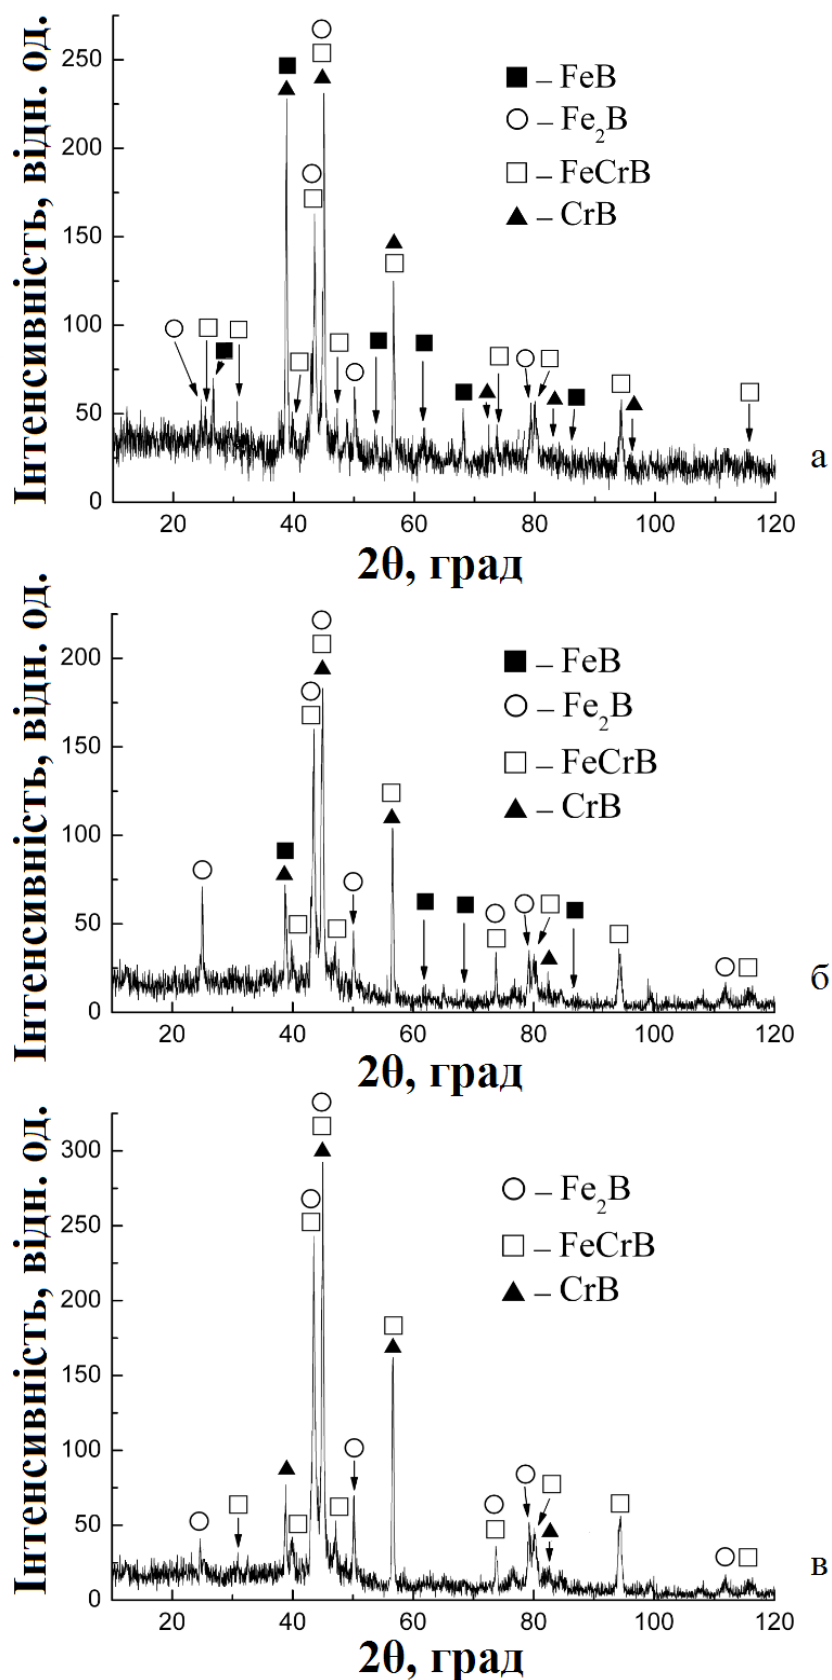 Інтенсивність, відн. од.
250
200
150
100
50
0
■ – FeB
○ – Fe₂B
□ – FeCrB
▲ – CrB
20 40 60 80 100 120
2θ, град
а
Інтенсивність, відн. од.
200
150
100
50
0
■ – FeB
○ – Fe₂B
□ – FeCrB
▲ – CrB
20 40 60 80 100 120
2θ, град
б
Інтенсивність, відн. од.
300
250
200
150
100
50
0
○ – Fe₂B
□ – FeCrB
▲ – CrB
20 40 60 80 100 120
2θ, град
в